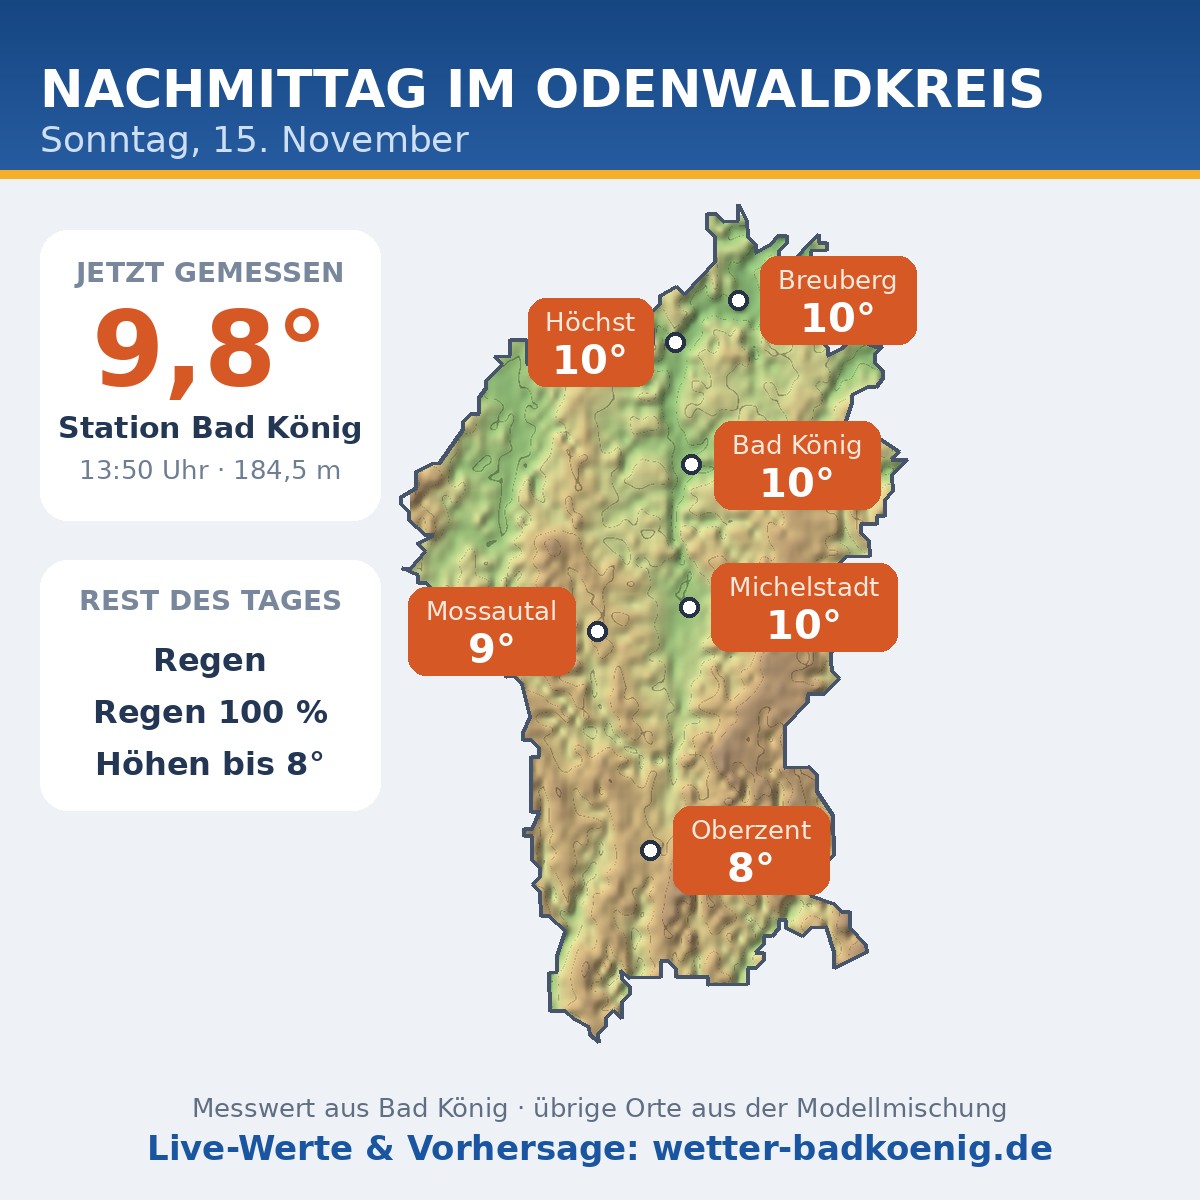 NACHMITTAG IM ODENWALDKREIS
Sonntag, 15. November
JETZT GEMESSEN
9,8°
Station Bad König
13:50 Uhr · 184,5 m
REST DES TAGES
Regen
Regen 100 %
Höhen bis 8°
Breuberg
10°
Höchst
10°
Bad König
10°
Michelstadt
10°
Mossautal
9°
Oberzent
8°
Messwert aus Bad König · übrige Orte aus der Modellmischung
Live-Werte & Vorhersage: wetter-badkoenig.de